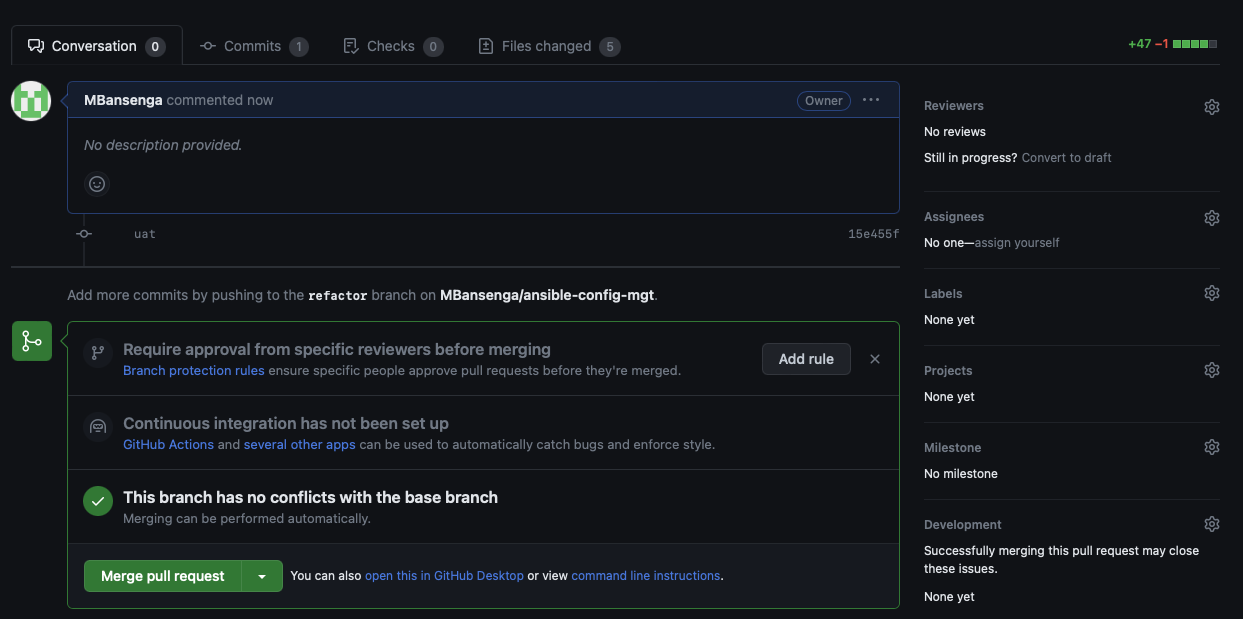 Conversation 0 Commits 1 Checks 0 Files changed 5 +47 −1
MBansenga commented now Owner
No description provided.
uat 15e455f
Add more commits by pushing to the refactor branch on MBansenga/ansible-config-mgt.
Require approval from specific reviewers before merging
Branch protection rules ensure specific people approve pull requests before they're merged.
Add rule
Continuous integration has not been set up
GitHub Actions and several other apps can be used to automatically catch bugs and enforce style.
This branch has no conflicts with the base branch
Merging can be performed automatically.
Merge pull request You can also open this in GitHub Desktop or view command line instructions.
Reviewers
No reviews
Still in progress? Convert to draft
Assignees
No one—assign yourself
Labels
None yet
Projects
None yet
Milestone
No milestone
Development
Successfully merging this pull request may close
these issues.
None yet